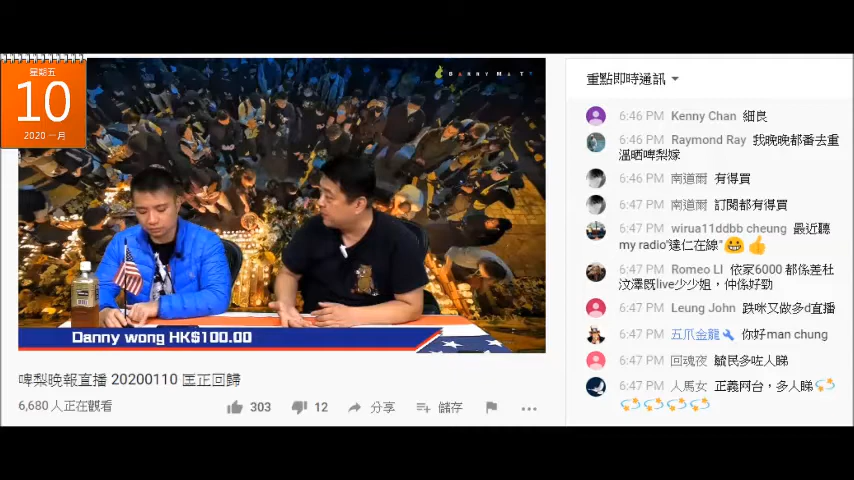 星期五
10
2020 一月
DANNY MATT
Danny wong HK$100.00
啤梨晚報直播 20200110 匡正回歸
6,680 人正在觀看
303
12
分享
儲存
重點即時通訊
6:46 PM Kenny Chan 細良
6:46 PM Raymond Ray 我晚晚都番去重
溫晒啤梨嫁
6:46 PM 南道爾 有得買
6:47 PM 南道爾 訂閱都有得買
6:47 PM wirua11ddbb cheung 最近聽
my radio"達仁在線"😀👍
6:47 PM Romeo LI 依家6000 都係差杜
汶澤既live少少姐，仲係好勁
6:47 PM Leung John 跌咪又做多d直播
6:47 PM 五爪金龍 你好man chung
6:47 PM 回魂夜 毓民多咗人睇
6:47 PM 人馬女 正義网台，多人睇💫
💫💫💫💫